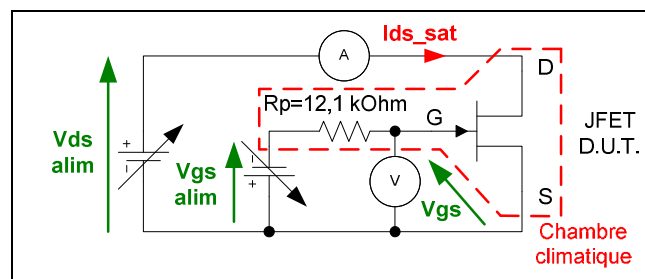 Ids_sat
A
D
Rp=12,1 kOhm
G
JFET
D.U.T.
Vds
alim
+
-
Vgs
alim
-
+
V
Vgs
S
Chambre
climatique